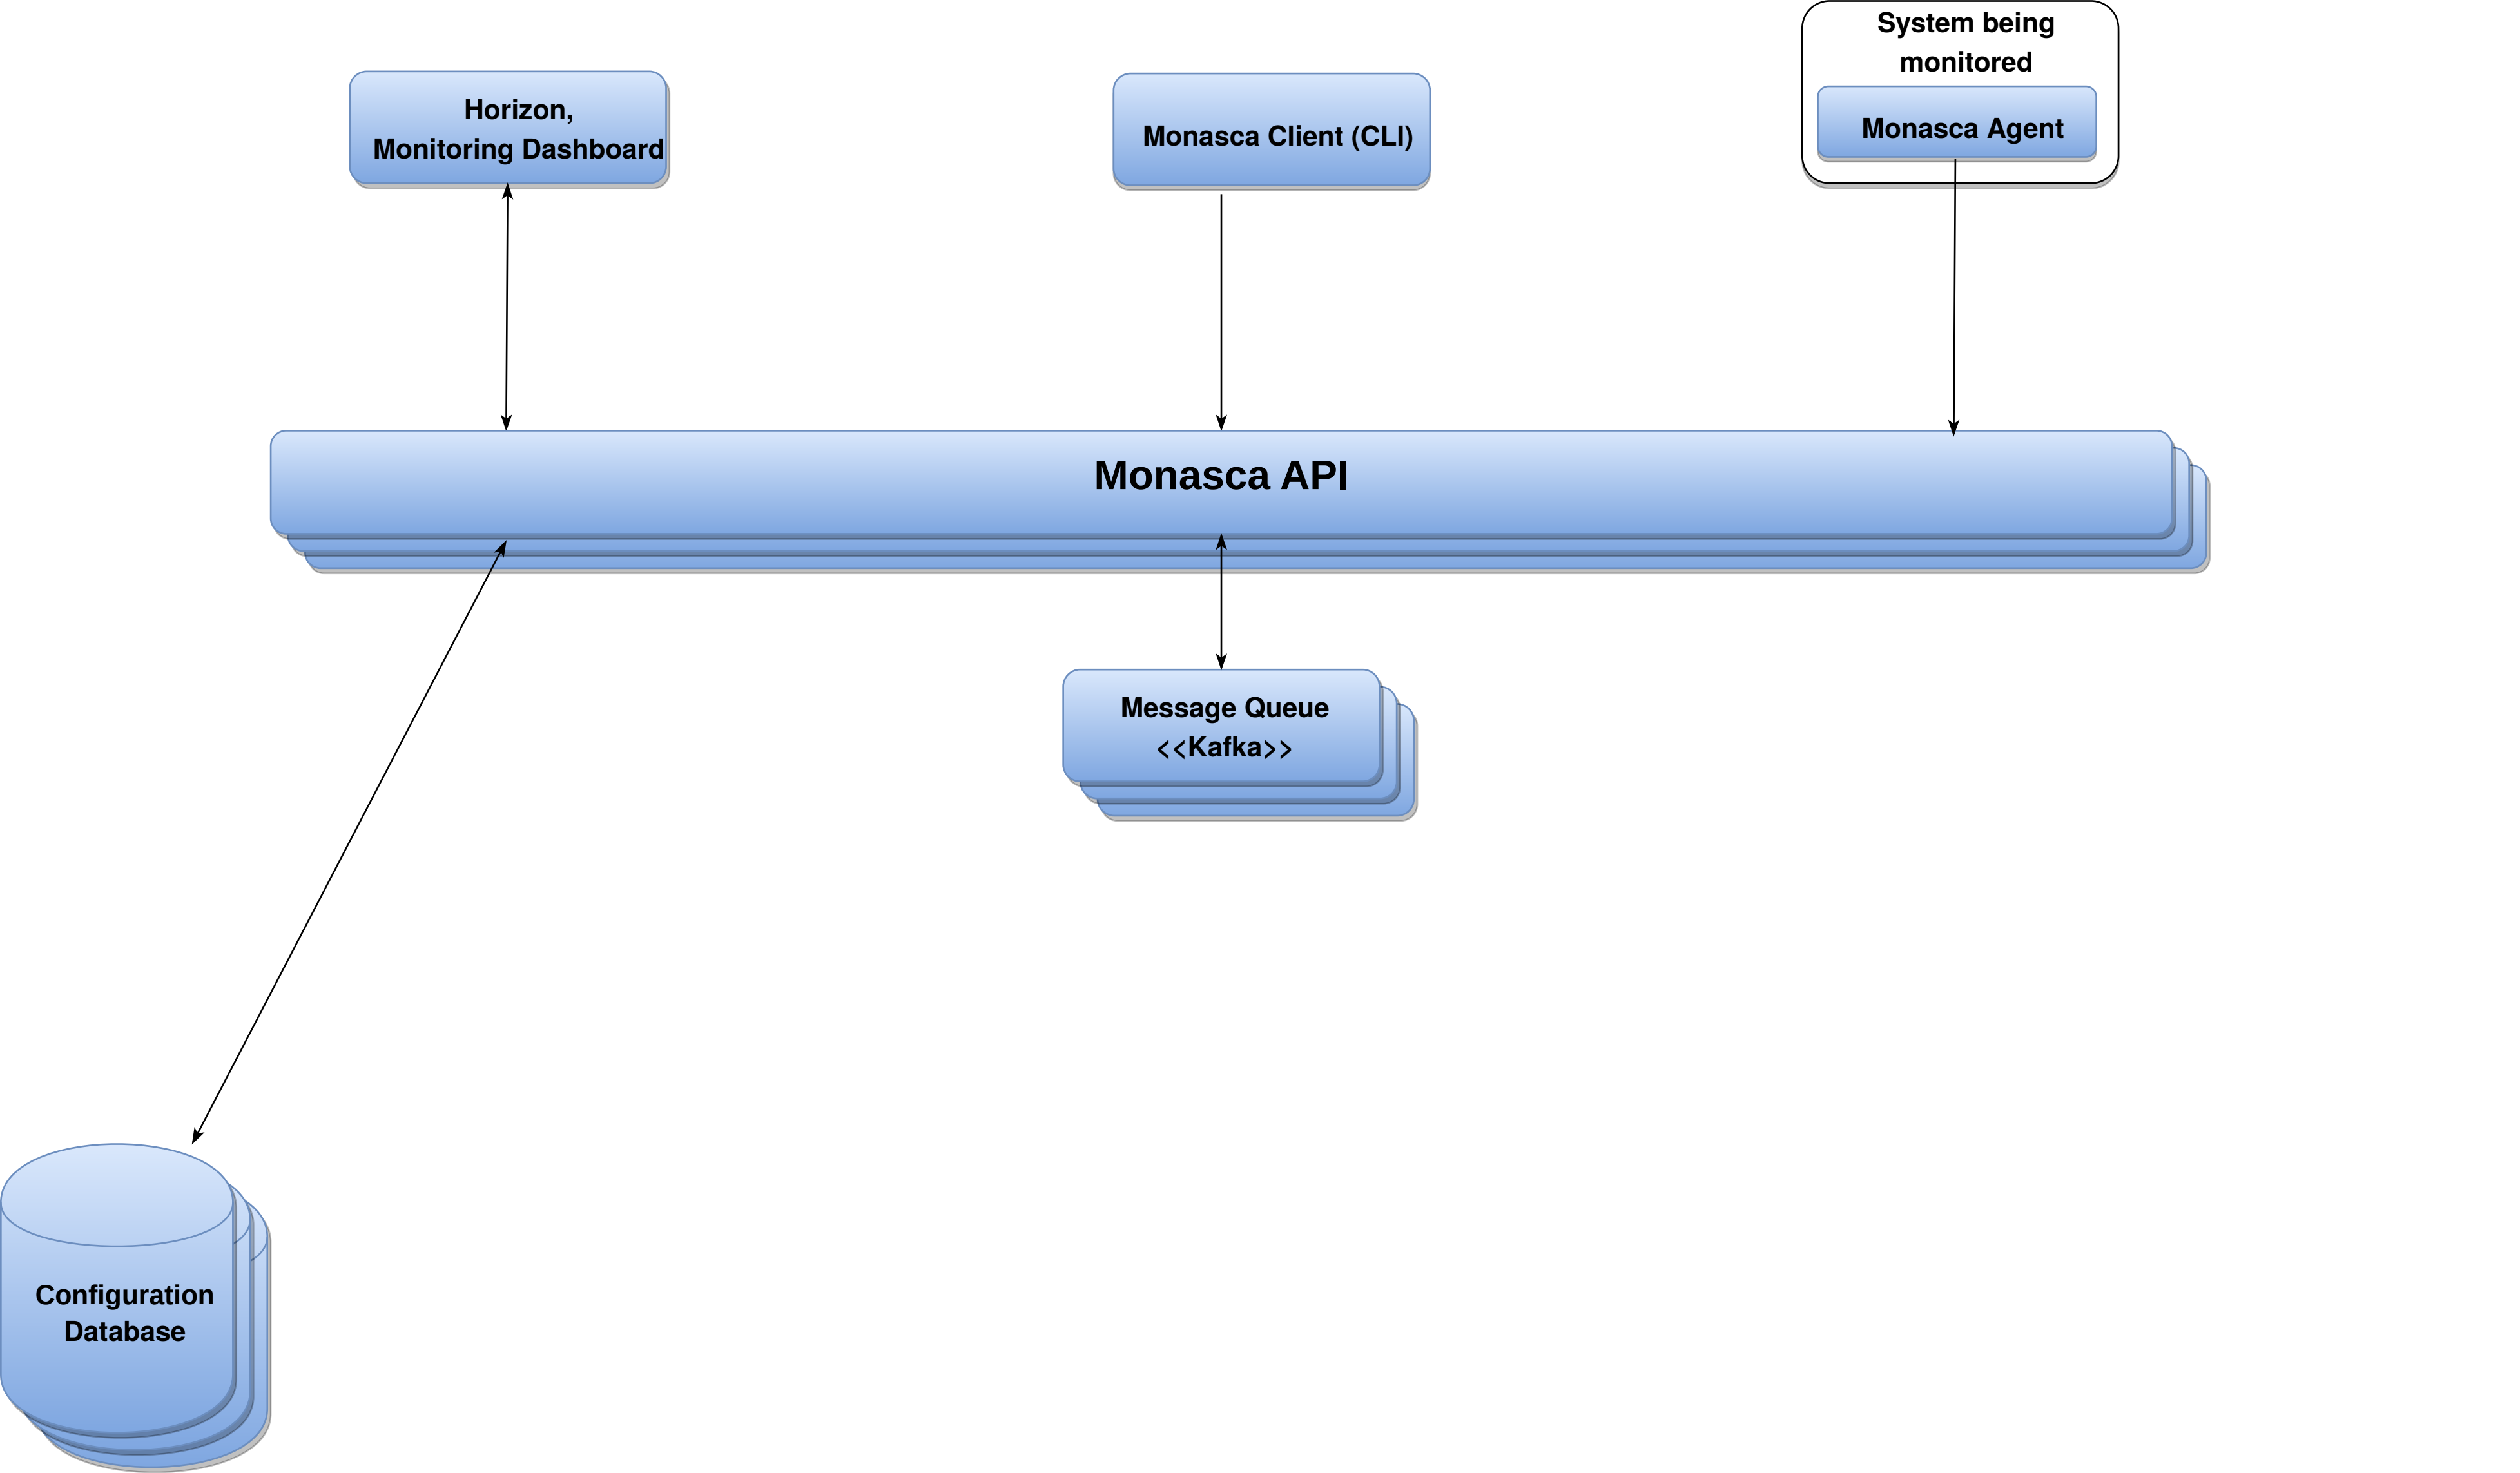 System being
monitored
Horizon,
Monitoring Dashboard
Monasca Client (CLI)
Monasca Agent
Monasca API
Message Queue
<<Kafka>>
Configuration
Database